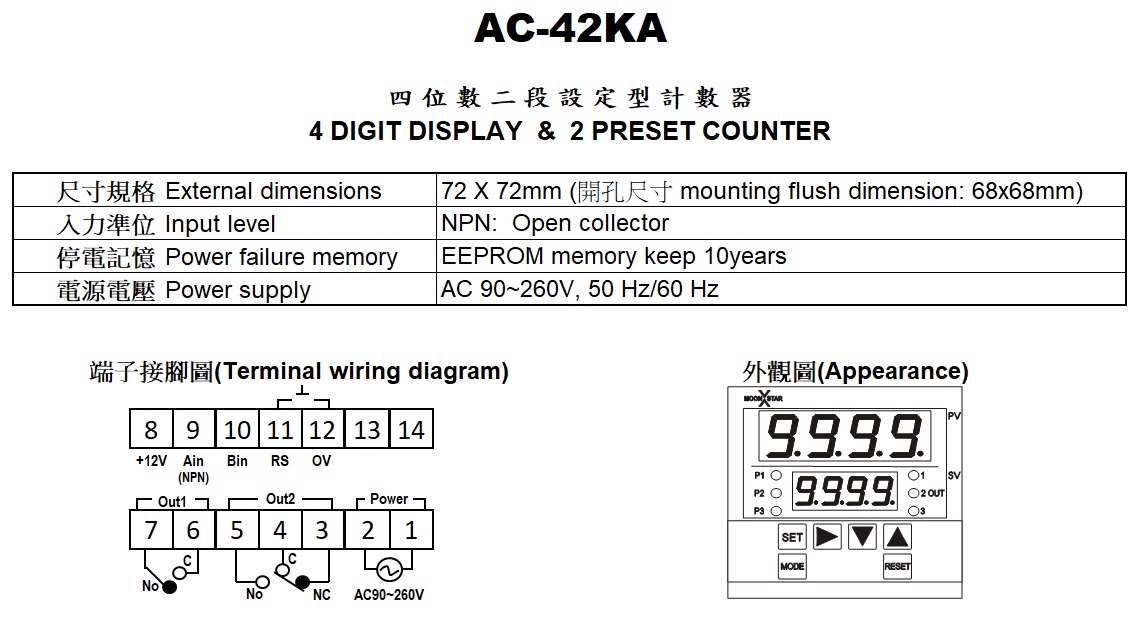 AC-42KA
四位數二段設定型計數器
4 DIGIT DISPLAY & 2 PRESET COUNTER
尺寸規格 External dimensions 72 X 72mm (開孔尺寸 mounting flush dimension: 68x68mm)
入力準位 Input level NPN: Open collector
停電記憶 Power failure memory EEPROM memory keep 10years
電源電壓 Power supply AC 90~260V, 50 Hz/60 Hz
端子接腳圖(Terminal wiring diagram)
8 9 10 11 12 13 14
+12V Ain Bin RS OV
(NPN)
Out1 Out2 Power
7 6 5 4 3 2 1
C C
No No NC AC90~260V
外觀圖(Appearance)
MOON STAR
9.9.9.9. PV
P1 1 SV
P2 9.9.9.9. 2 OUT
P3 3
SET
MODE RESET